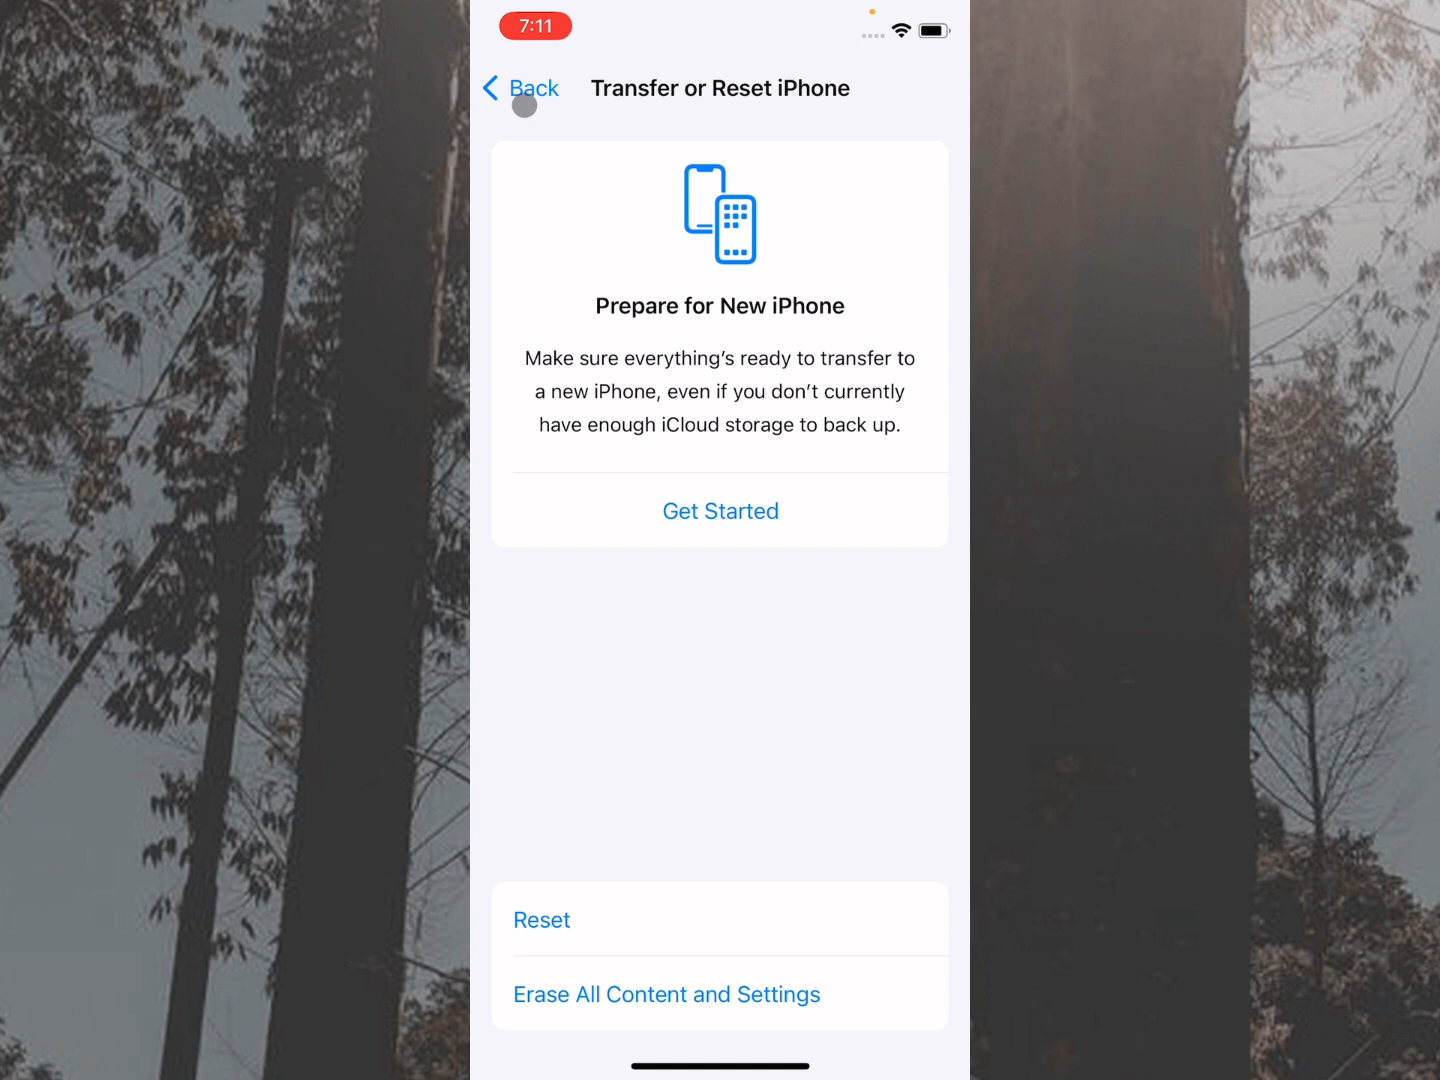 7:11
Back
Transfer or Reset iPhone
Prepare for New iPhone
Make sure everything’s ready to transfer to
a new iPhone, even if you don’t currently
have enough iCloud storage to back up.
Get Started
Reset
Erase All Content and Settings